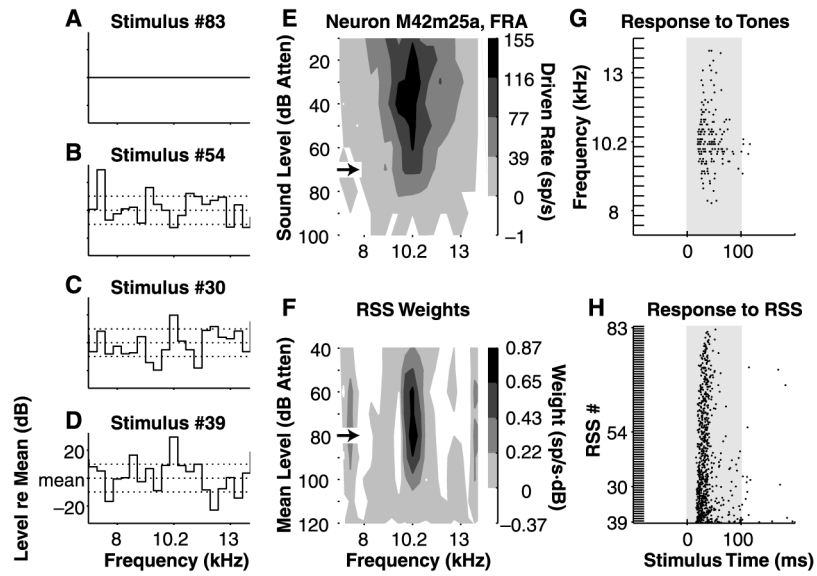 A Stimulus #83
B Stimulus #54
C Stimulus #30
D Stimulus #39
Level re Mean (dB)
20
mean
−20
8 10.2 13
Frequency (kHz)
E Neuron M42m25a, FRA
Sound Level (dB Atten)
20
40
60
80
100
8 10.2 13
155
116
77
39
0
−1
Driven Rate (sp/s)
F RSS Weights
Mean Level (dB Atten)
40
60
80
100
120
8 10.2 13
Frequency (kHz)
0.87
0.65
0.43
0.22
0
−0.37
Weight (sp/s·dB)
G Response to Tones
Frequency (kHz)
13
10.2
8
0 100
H Response to RSS
RSS #
83
54
30
39
0 100
Stimulus Time (ms)